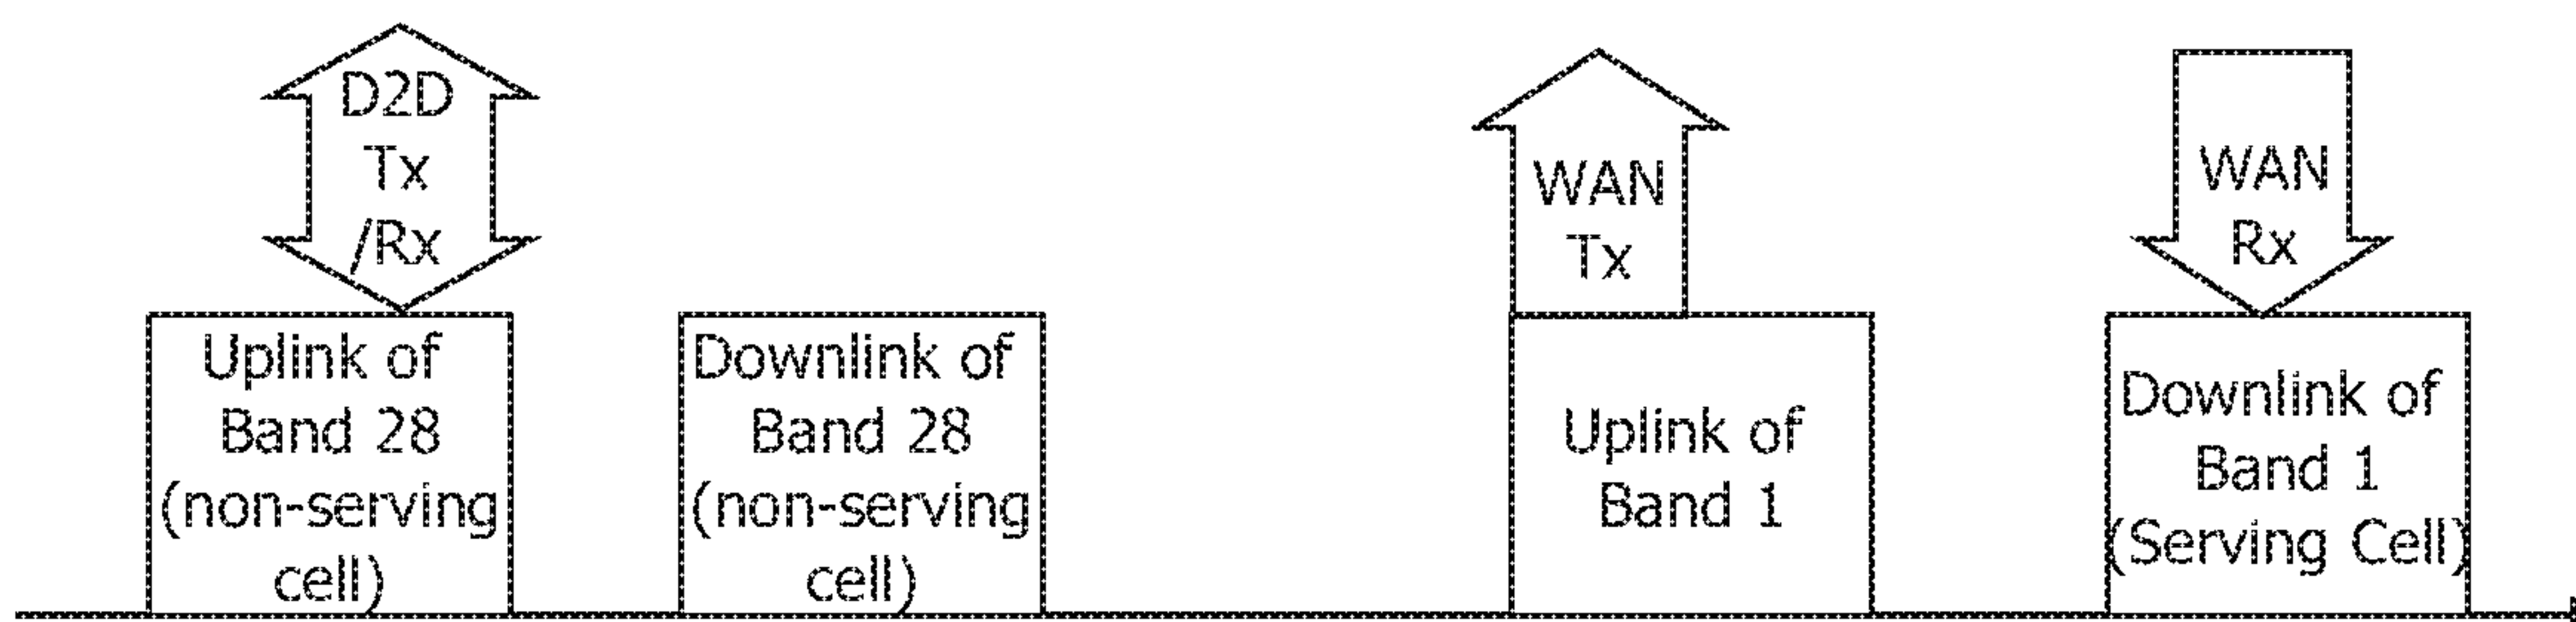 D2D
Tx
/Rx
WAN
Tx
WAN
Rx
Uplink of
Band 28
(non-serving
cell)
Downlink of
Band 28
(non-serving
cell)
Uplink of
Band 1
Downlink of
Band 1
(Serving Cell)